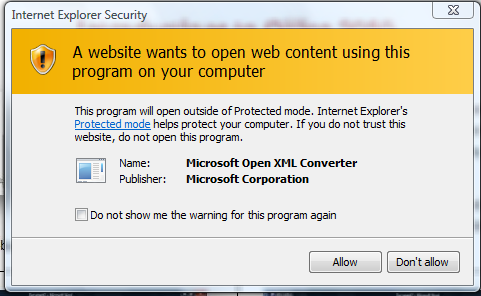 Internet Explorer Security
A website wants to open web content using this
program on your computer
This program will open outside of Protected mode. Internet Explorer's
Protected mode helps protect your computer. If you do not trust this
website, do not open this program.
Name: Microsoft Open XML Converter
Publisher: Microsoft Corporation
Do not show me the warning for this program again
Allow Don't allow